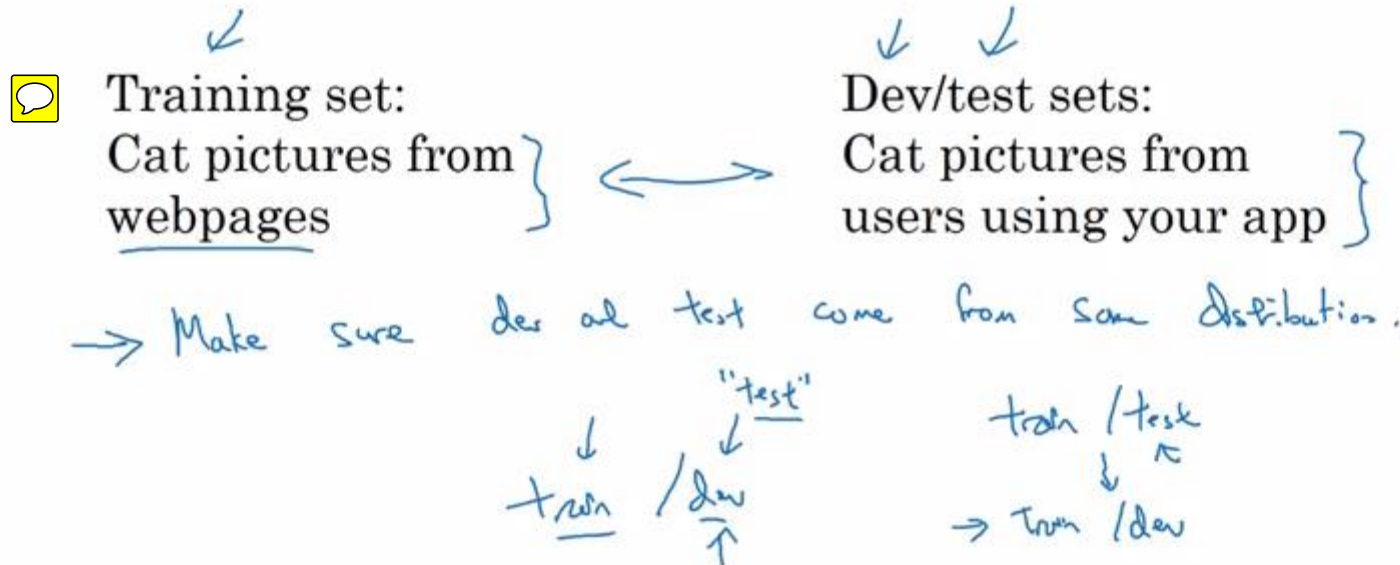 Training set:
Cat pictures from
webpages
Dev/test sets:
Cat pictures from
users using your app
→ Make sure dev and test come from same distribution.
"test"
train / dev
train / test
→ train / dev